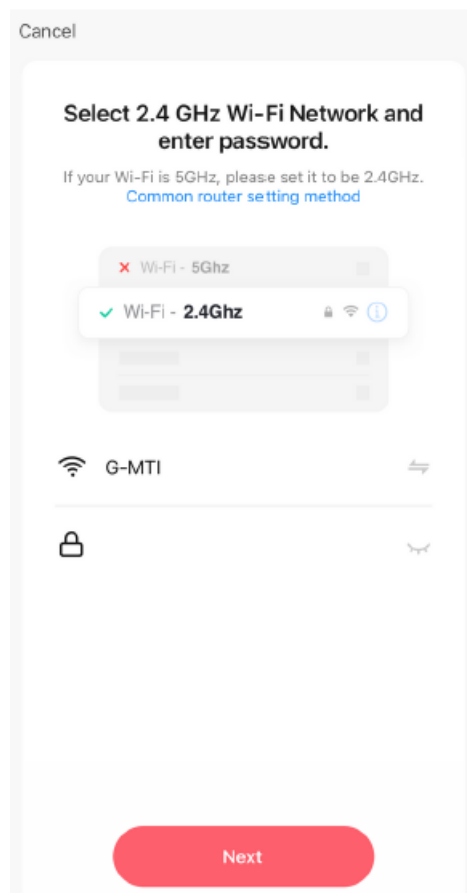 Cancel
Select 2.4 GHz Wi-Fi Network and
enter password.
If your Wi-Fi is 5GHz, please set it to be 2.4GHz.
Common router setting method
Wi-Fi - 5Ghz
Wi-Fi - 2.4Ghz
G-MTI
Next